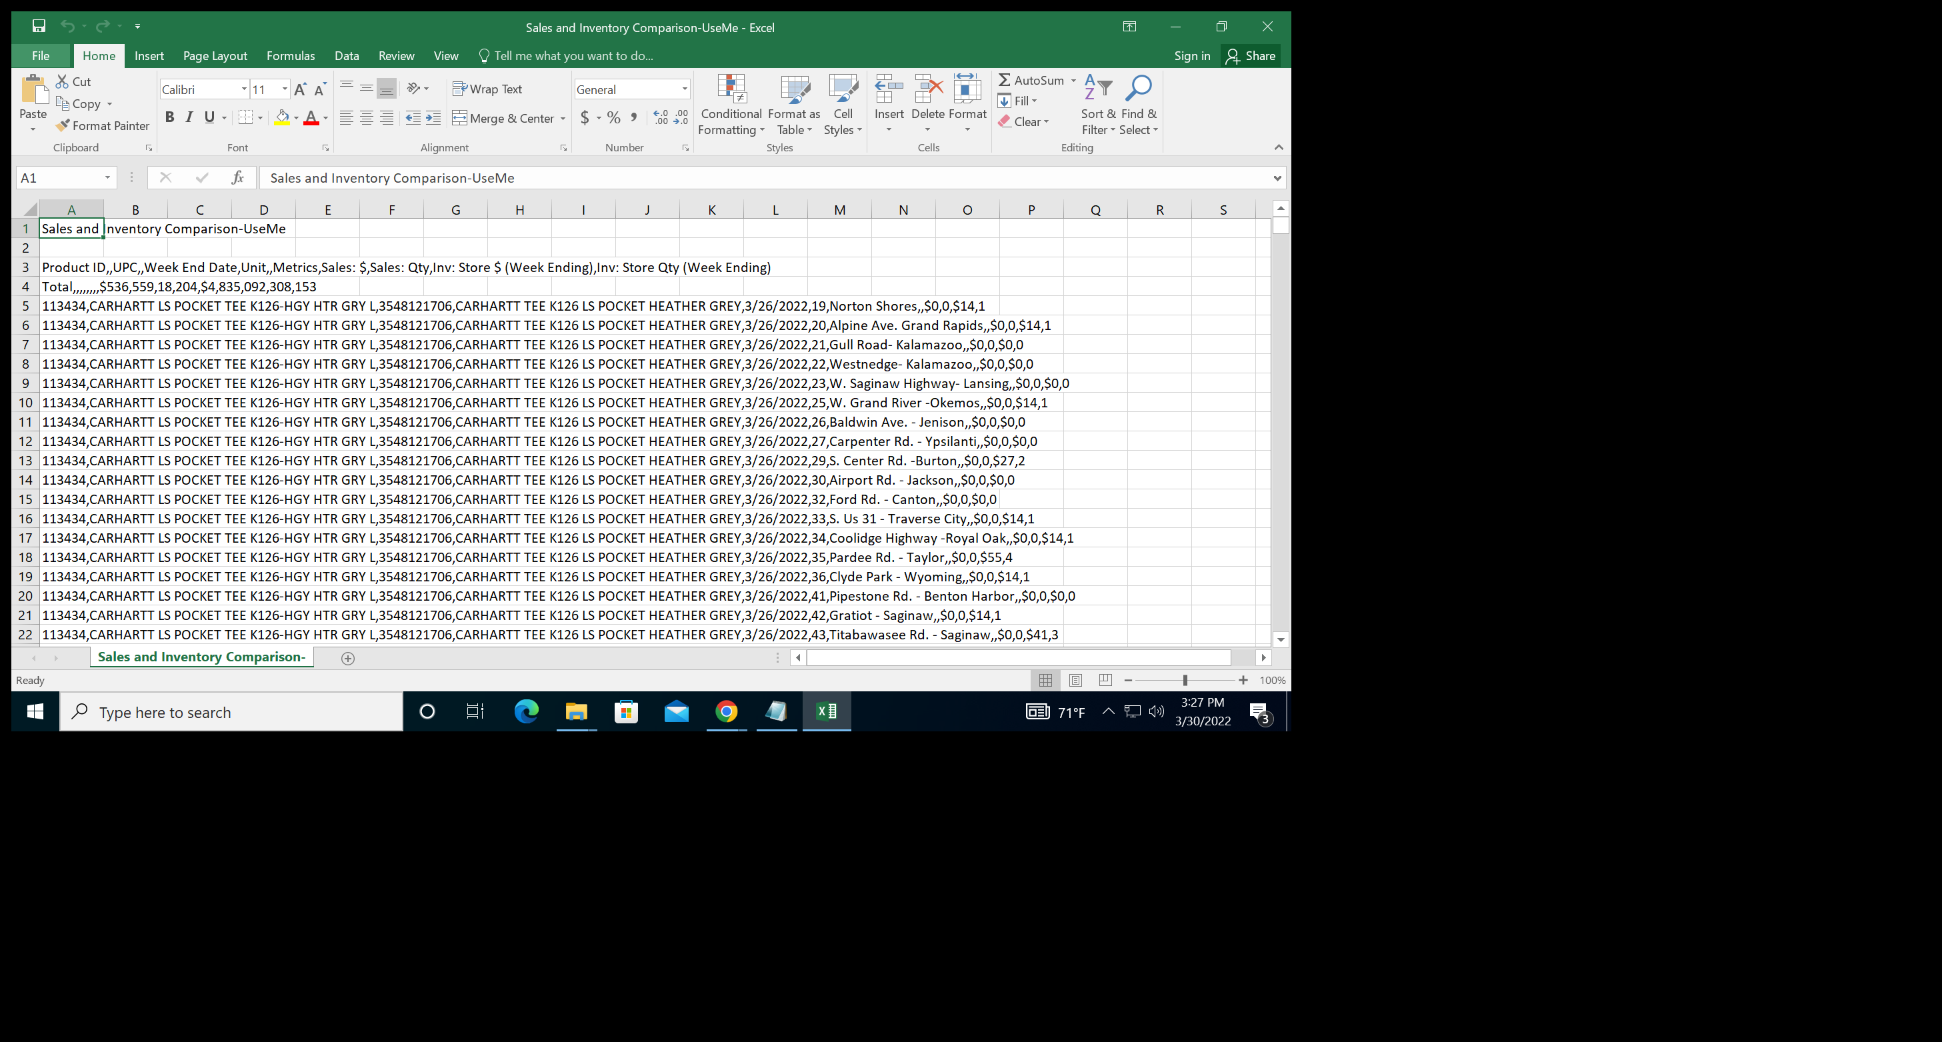 Sales and Inventory Comparison-UseMe - Excel
File Home Insert Page Layout Formulas Data Review View Tell me what you want to do... Sign in Share
Paste Cut Copy Format Painter Clipboard
Calibri 11 A A B I U A Font
Wrap Text Merge & Center Alignment
General $ % , Number
Conditional Formatting Format as Table Cell Styles Styles
Insert Delete Format Cells
AutoSum Fill Clear Sort & Filter Find & Select Editing
A1 fx Sales and Inventory Comparison-UseMe
A B C D E F G H I J K L M N O P Q R S
1 Sales and Inventory Comparison-UseMe
2
3 Product ID,,UPC,,Week End Date,Unit,,Metrics,Sales: $,Sales: Qty,Inv: Store $ (Week Ending),Inv: Store Qty (Week Ending)
4 Total,,,,,,,,$536,559,18,204,$4,835,092,308,153
5 113434,CARHARTT LS POCKET TEE K126-HGY HTR GRY L,3548121706,CARHARTT TEE K126 LS POCKET HEATHER GREY,3/26/2022,19,Norton Shores,,$0,0,$14,1
6 113434,CARHARTT LS POCKET TEE K126-HGY HTR GRY L,3548121706,CARHARTT TEE K126 LS POCKET HEATHER GREY,3/26/2022,20,Alpine Ave. Grand Rapids,,$0,0,$14,1
7 113434,CARHARTT LS POCKET TEE K126-HGY HTR GRY L,3548121706,CARHARTT TEE K126 LS POCKET HEATHER GREY,3/26/2022,21,Gull Road- Kalamazoo,,$0,0,$0,0
8 113434,CARHARTT LS POCKET TEE K126-HGY HTR GRY L,3548121706,CARHARTT TEE K126 LS POCKET HEATHER GREY,3/26/2022,22,Westnedge- Kalamazoo,,$0,0,$0,0
9 113434,CARHARTT LS POCKET TEE K126-HGY HTR GRY L,3548121706,CARHARTT TEE K126 LS POCKET HEATHER GREY,3/26/2022,23,W. Saginaw Highway- Lansing,,$0,0,$0,0
10 113434,CARHARTT LS POCKET TEE K126-HGY HTR GRY L,3548121706,CARHARTT TEE K126 LS POCKET HEATHER GREY,3/26/2022,25,W. Grand River -Okemos,,$0,0,$14,1
11 113434,CARHARTT LS POCKET TEE K126-HGY HTR GRY L,3548121706,CARHARTT TEE K126 LS POCKET HEATHER GREY,3/26/2022,26,Baldwin Ave. - Jenison,,$0,0,$0,0
12 113434,CARHARTT LS POCKET TEE K126-HGY HTR GRY L,3548121706,CARHARTT TEE K126 LS POCKET HEATHER GREY,3/26/2022,27,Carpenter Rd. - Ypsilanti,,$0,0,$0,0
13 113434,CARHARTT LS POCKET TEE K126-HGY HTR GRY L,3548121706,CARHARTT TEE K126 LS POCKET HEATHER GREY,3/26/2022,29,S. Center Rd. -Burton,,$0,0,$27,2
14 113434,CARHARTT LS POCKET TEE K126-HGY HTR GRY L,3548121706,CARHARTT TEE K126 LS POCKET HEATHER GREY,3/26/2022,30,Airport Rd. - Jackson,,$0,0,$0,0
15 113434,CARHARTT LS POCKET TEE K126-HGY HTR GRY L,3548121706,CARHARTT TEE K126 LS POCKET HEATHER GREY,3/26/2022,32,Ford Rd. - Canton,,$0,0,$0,0
16 113434,CARHARTT LS POCKET TEE K126-HGY HTR GRY L,3548121706,CARHARTT TEE K126 LS POCKET HEATHER GREY,3/26/2022,33,S. Us 31 - Traverse City,,$0,0,$14,1
17 113434,CARHARTT LS POCKET TEE K126-HGY HTR GRY L,3548121706,CARHARTT TEE K126 LS POCKET HEATHER GREY,3/26/2022,34,Coolidge Highway -Royal Oak,,$0,0,$14,1
18 113434,CARHARTT LS POCKET TEE K126-HGY HTR GRY L,3548121706,CARHARTT TEE K126 LS POCKET HEATHER GREY,3/26/2022,35,Pardee Rd. - Taylor,,$0,0,$55,4
19 113434,CARHARTT LS POCKET TEE K126-HGY HTR GRY L,3548121706,CARHARTT TEE K126 LS POCKET HEATHER GREY,3/26/2022,36,Clyde Park - Wyoming,,$0,0,$14,1
20 113434,CARHARTT LS POCKET TEE K126-HGY HTR GRY L,3548121706,CARHARTT TEE K126 LS POCKET HEATHER GREY,3/26/2022,41,Pipestone Rd. - Benton Harbor,,$0,0,$0,0
21 113434,CARHARTT LS POCKET TEE K126-HGY HTR GRY L,3548121706,CARHARTT TEE K126 LS POCKET HEATHER GREY,3/26/2022,42,Gratiot - Saginaw,,$0,0,$14,1
22 113434,CARHARTT LS POCKET TEE K126-HGY HTR GRY L,3548121706,CARHARTT TEE K126 LS POCKET HEATHER GREY,3/26/2022,43,Titabawasee Rd. - Saginaw,,$0,0,$41,3
Sales and Inventory Comparison-
Ready 100%
Type here to search 71°F 3:27 PM
3/30/2022 3